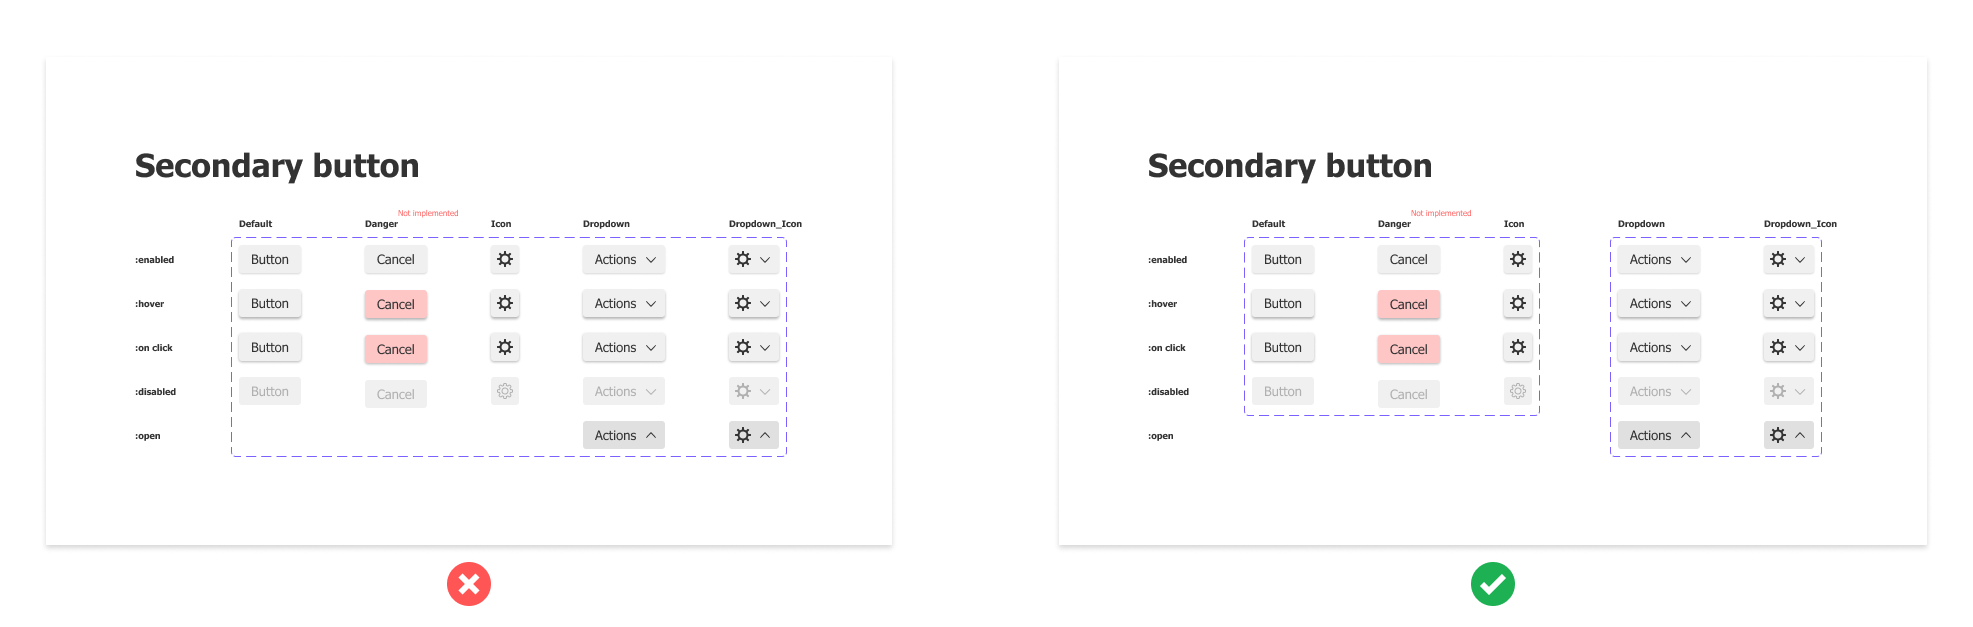 Secondary button
Not implemented
Default Danger Icon Dropdown Dropdown_Icon
:enabled Button Cancel Actions
:hover Button Cancel Actions
:on click Button Cancel Actions
:disabled Button Cancel Actions
:open Actions
Secondary button
Not implemented
Default Danger Icon Dropdown Dropdown_Icon
:enabled Button Cancel Actions
:hover Button Cancel Actions
:on click Button Cancel Actions
:disabled Button Cancel Actions
:open Actions